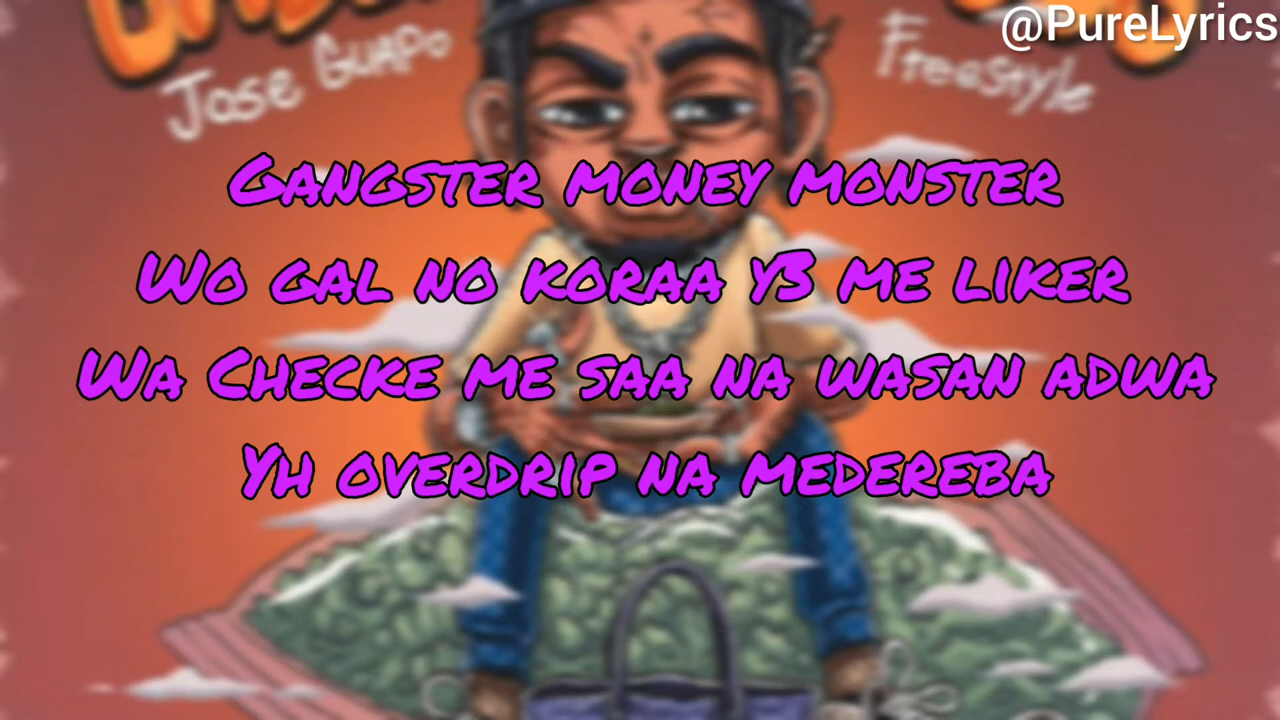 @PureLyrics
Jose Guapo
Freestyle
Gangster money monster
Wo gal no koraa y3 me liker
Wa Checke me saa na wasan adwa
Yh overdrip na medereba